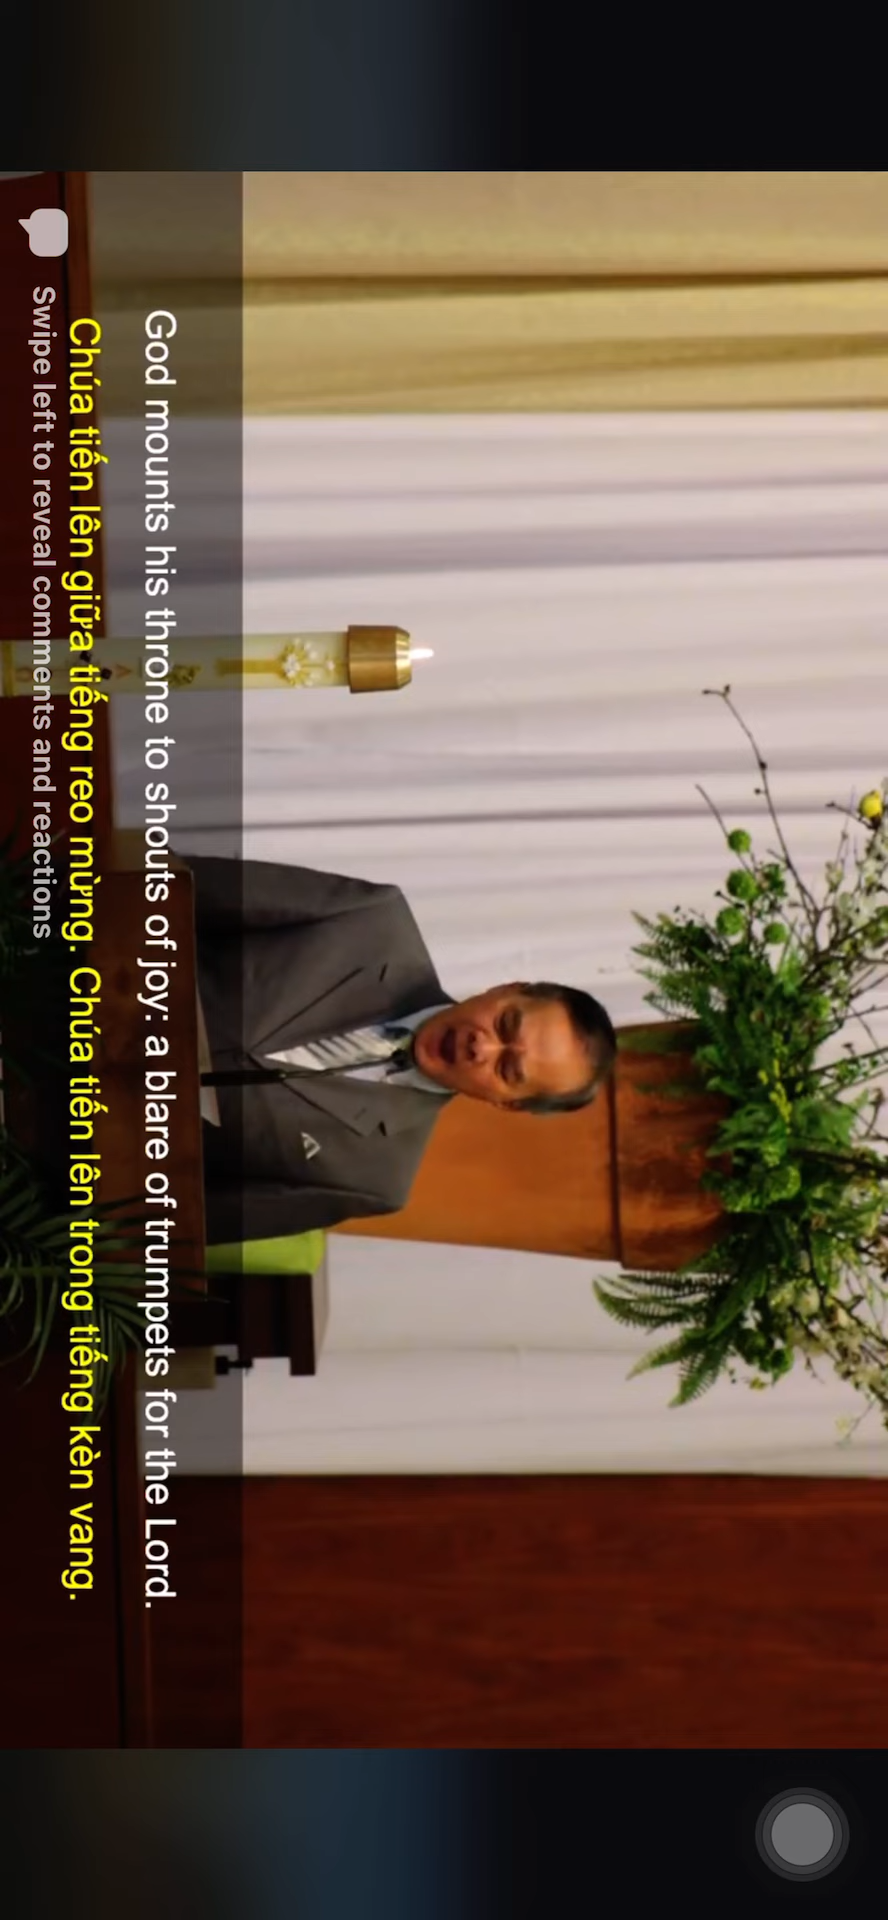 God mounts his throne to shouts of joy: a blare of trumpets for the Lord.
Chúa tiến lên giữa tiếng reo mừng. Chúa tiến lên trong tiếng kèn vang.
Swipe left to reveal comments and reactions